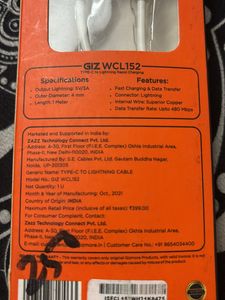 GIZ WCL152
TYPE-C to Lightning Rapid Charging
Specifications
Output Lightning: 5V/3A
Outer Diameter: 4 mm
Length: 1 Meter
Features:
Fast Charging & Data Transfer
Connector: Lightning
Internal Wire: Superior Copper
Data Transfer Rate: Upto 480 Mbps
Marketed and Supported in India by:
ZAZZ Technology Connect Pvt. Ltd.
Address: A-30, First Floor (F.I.E.E. Complex) Okhla Industrial Area,
Phase-II, New Delhi-110020, INDIA
Manufactured By: S.E. Cables Pvt. Ltd, Gautam Buddha Nagar,
Noida, UP-201305
Generic Name: TYPE-C TO LIGHTNING CABLE
Model No.: GIZ WCL152
Net Quantity: 1 U
Month & Year of Manufacturing: Oct., 2021
Country of Origin: INDIA
Maximum Retail Price (inclusive of all taxes): ₹399.00
For Consumer Complaint, Contact:
Zazz Technology Connect Pvt. Ltd.
Address: A-30, First Floor (F.I.E.E. Complex) Okhla Industrial Area,
Phase-II, New Delhi-110020, INDIA
Customer Care No.: +91 9654034400